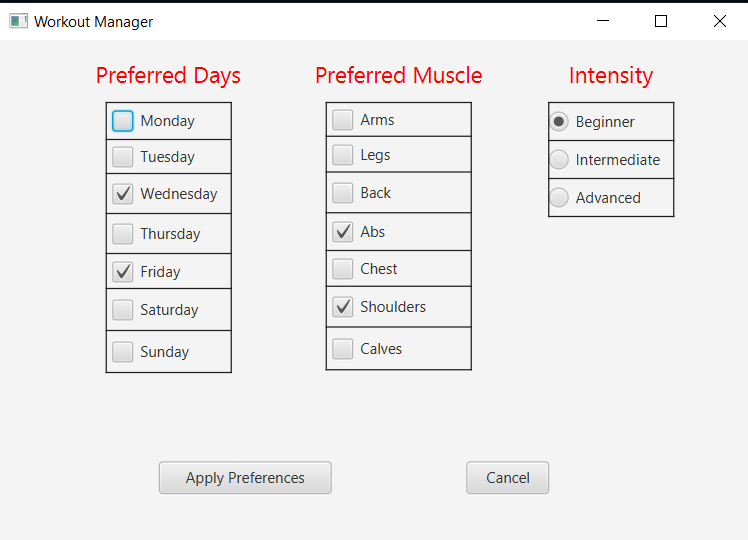 Workout Manager
Preferred Days
Monday
Tuesday
Wednesday
Thursday
Friday
Saturday
Sunday
Preferred Muscle
Arms
Legs
Back
Abs
Chest
Shoulders
Calves
Intensity
Beginner
Intermediate
Advanced
Apply Preferences
Cancel